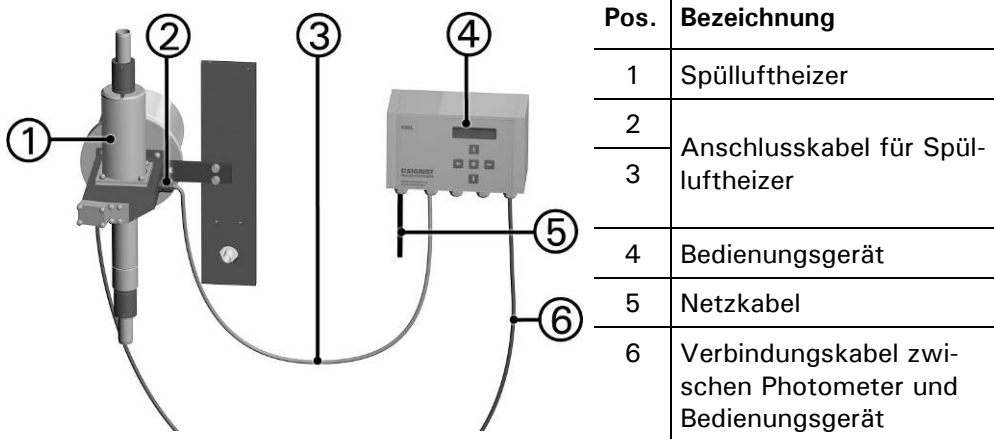 Pos. Bezeichnung
1 Spülluftheizer
2
3
Anschlusskabel für Spül-
luftheizer
4 Bedienungsgerät
5 Netzkabel
6 Verbindungskabel zwi-
schen Photometer und
Bedienungsgerät
1
2
3
4
5
6
SIGRIST